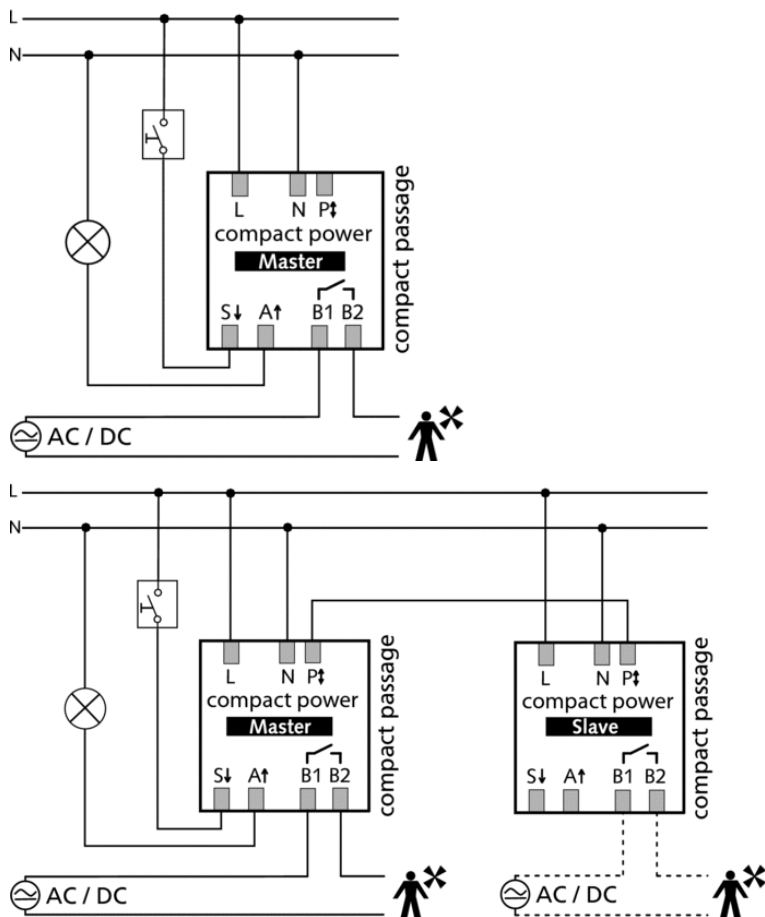 L
N
L N P↕
compact power
Master
S↓ A↑ B1 B2
compact passage
AC / DC
L
N
L N P↕
compact power
Master
S↓ A↑ B1 B2
compact passage
L N P↕
compact power
Slave
S↓ A↑ B1 B2
compact passage
AC / DC
AC / DC